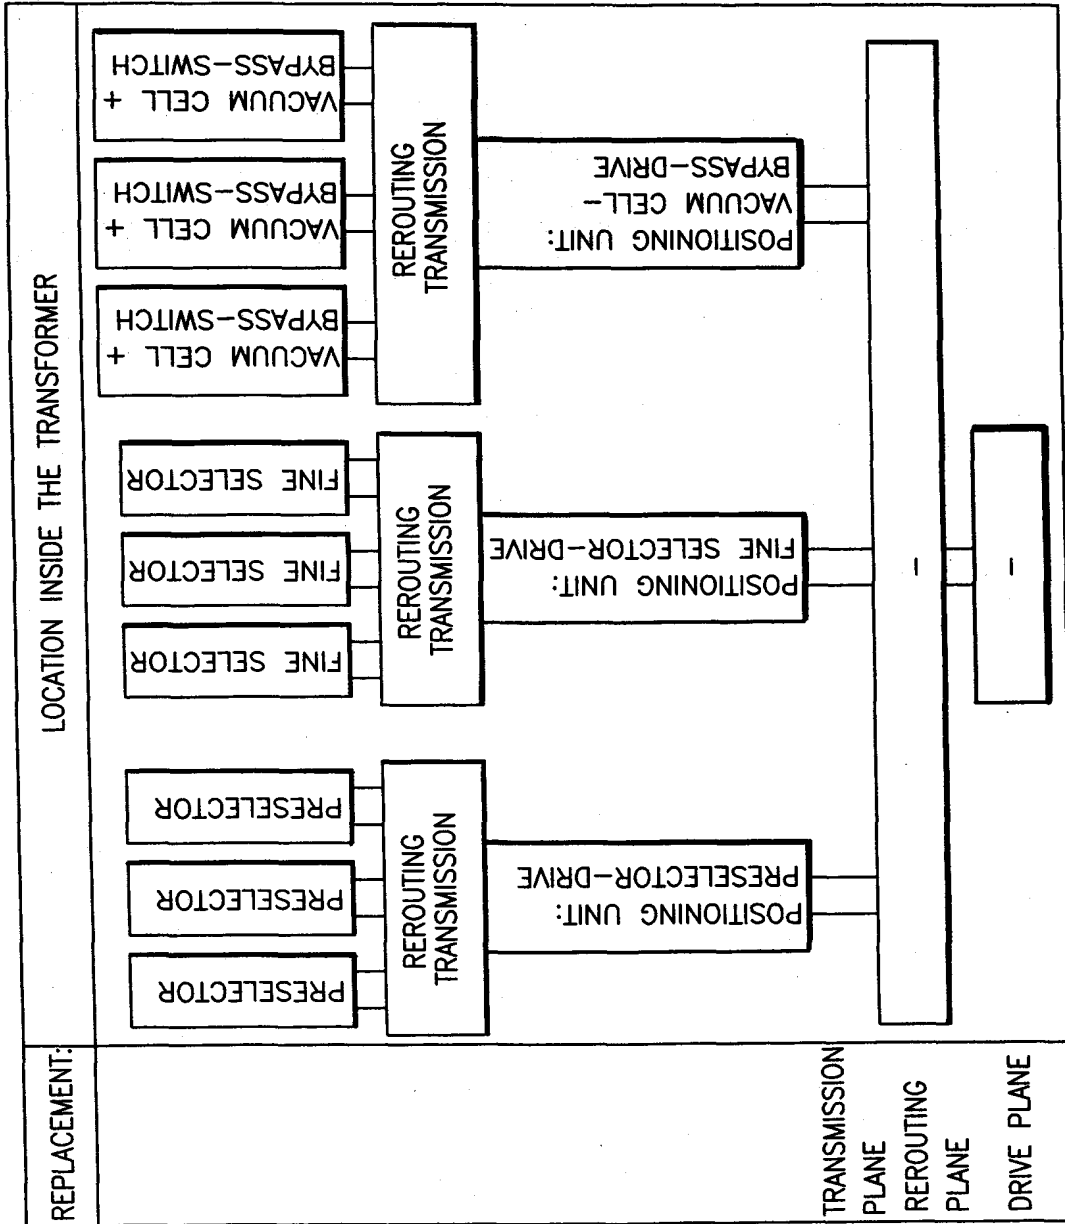 REPLACEMENT:
LOCATION INSIDE THE TRANSFORMER
PRESELECTOR
PRESELECTOR
PRESELECTOR
FINE SELECTOR
FINE SELECTOR
FINE SELECTOR
VACUUM CELL +
BYPASS-SWITCH
VACUUM CELL +
BYPASS-SWITCH
VACUUM CELL +
BYPASS-SWITCH
REROUTING
TRANSMISSION
REROUTING
TRANSMISSION
REROUTING
TRANSMISSION
POSITIONING UNIT:
PRESELECTOR-DRIVE
POSITIONING UNIT:
FINE SELECTOR-DRIVE
POSITIONING UNIT:
VACUUM CELL-
BYPASS-DRIVE
TRANSMISSION
PLANE
REROUTING
PLANE
-
DRIVE PLANE
-